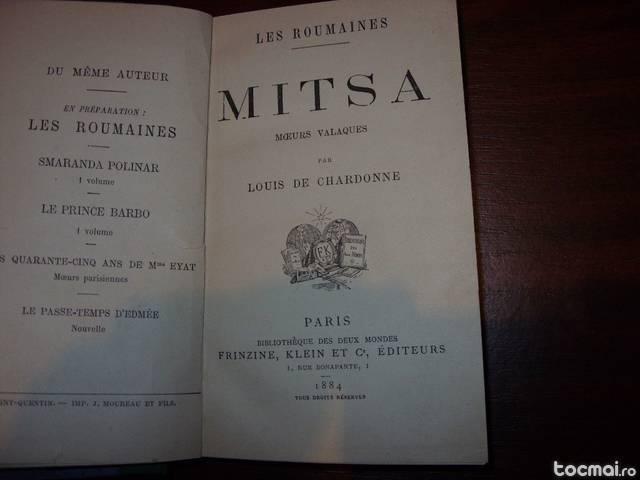 DU MÊME AUTEUR
EN PRÉPARATION :
LES ROUMAINES
SMARANDA POLINAR
1 volume
LE PRINCE BARBO
1 volume
S QUARANTE-CINQ ANS DE Mme EYAT
Mœurs parisiennes
LE PASSE-TEMPS D'EDMÉE
Nouvelle
INT-QUENTIN. — IMP. J. MOUREAU ET FILS.
LES ROUMAINES
MITSA
MŒURS VALAQUES
PAR
LOUIS DE CHARDONNE
PARIS
BIBLIOTHÈQUE DES DEUX MONDES
FRINZINE, KLEIN ET Cie, ÉDITEURS
1, RUE BONAPARTE, 1
1884
TOUS DROITS RÉSERVÉS
tocmai.ro